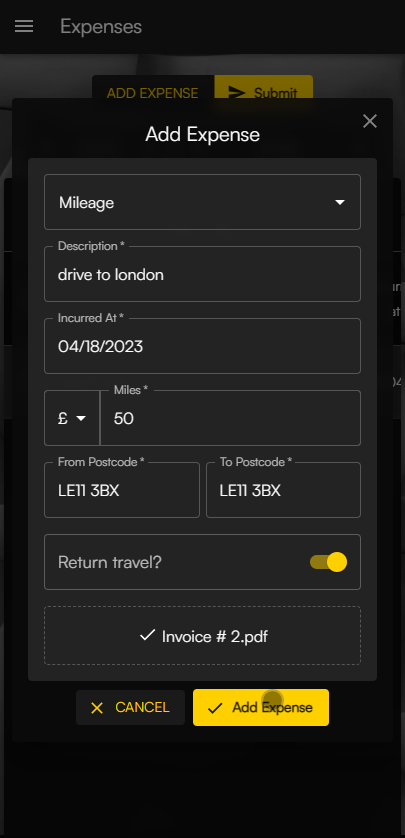 Expenses
ADD EXPENSE
Submit
Add Expense
Mileage
Description *
drive to london
Incurred At *
04/18/2023
£
Miles *
50
From Postcode *
LE11 3BX
To Postcode *
LE11 3BX
Return travel?
Invoice # 2.pdf
CANCEL
Add Expense